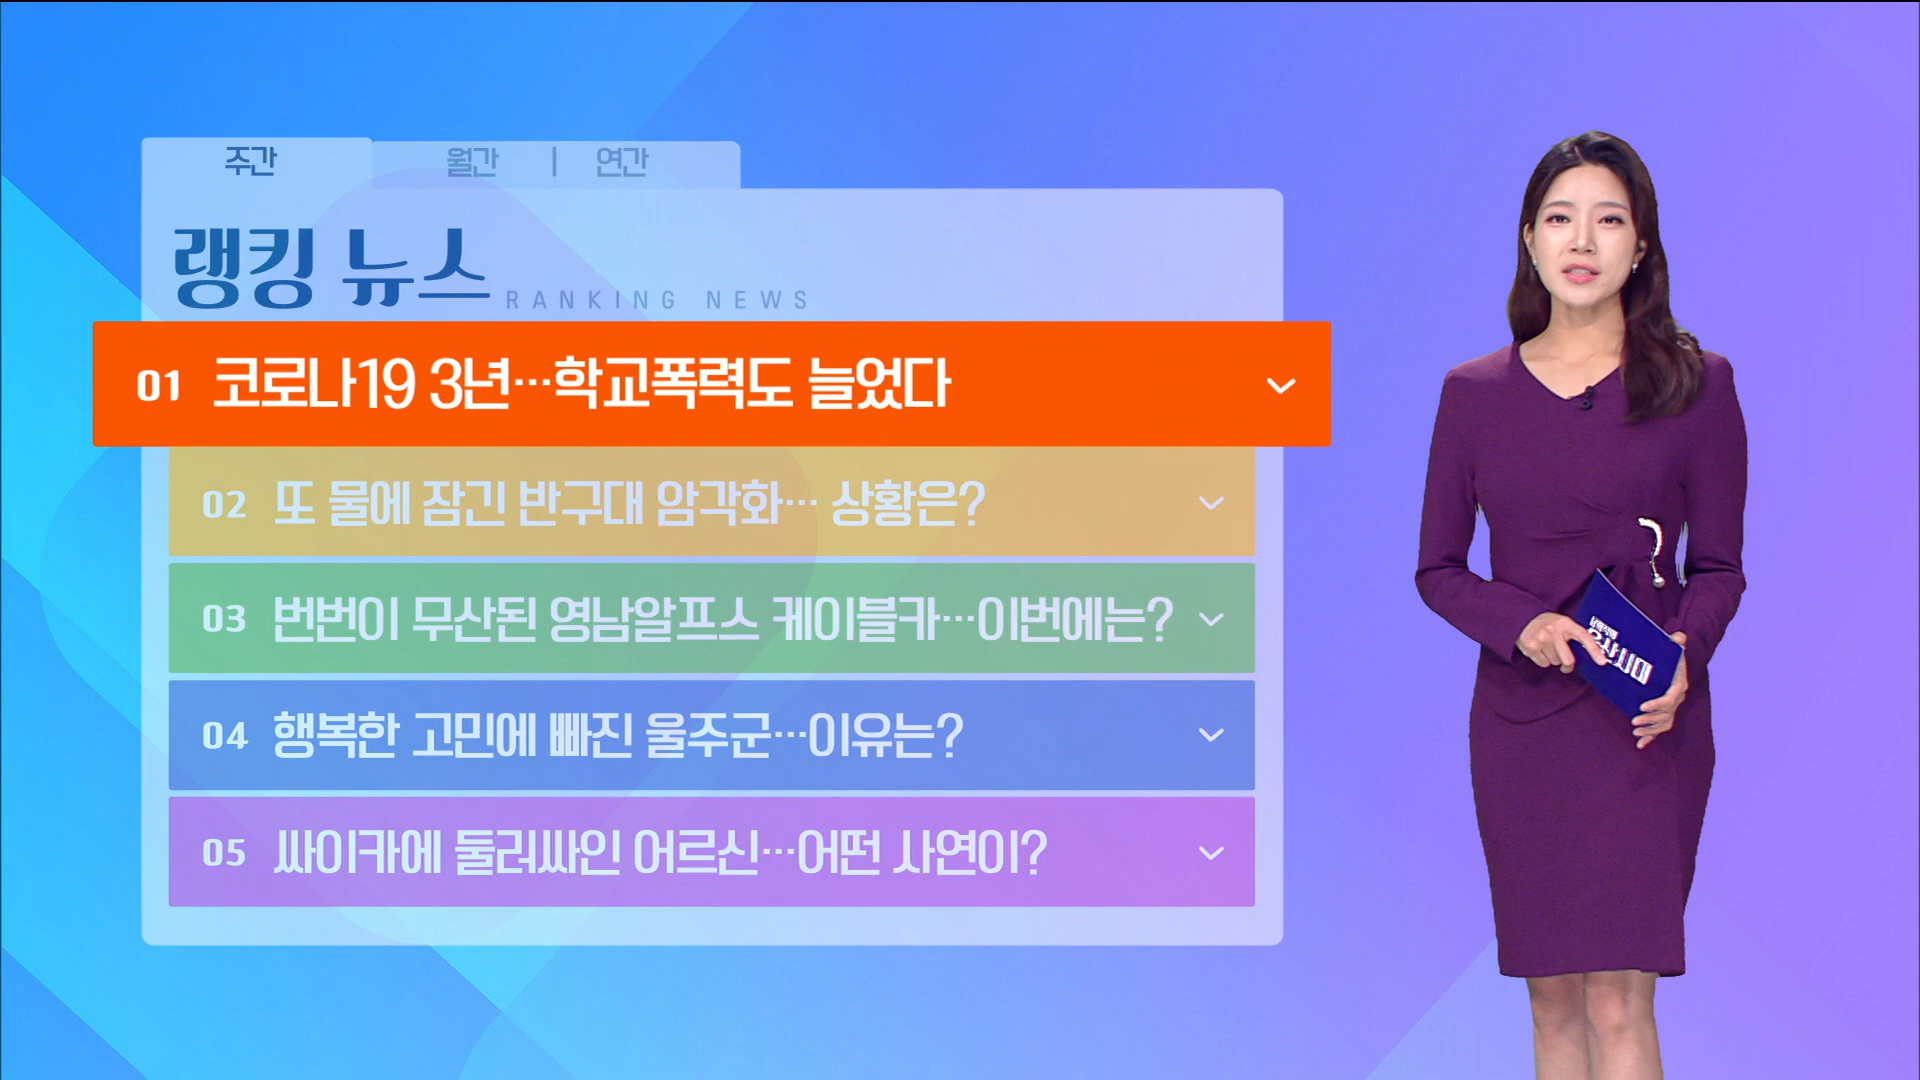 주간
월간 | 연간
랭킹 뉴스 RANKING NEWS
01 코로나19 3년…학교폭력도 늘었다
02 또 물에 잠긴 반구대 암각화… 상황은?
03 번번이 무산된 영남알프스 케이블카…이번에는?
04 행복한 고민에 빠진 울주군…이유는?
05 싸이카에 둘러싸인 어르신…어떤 사연이?